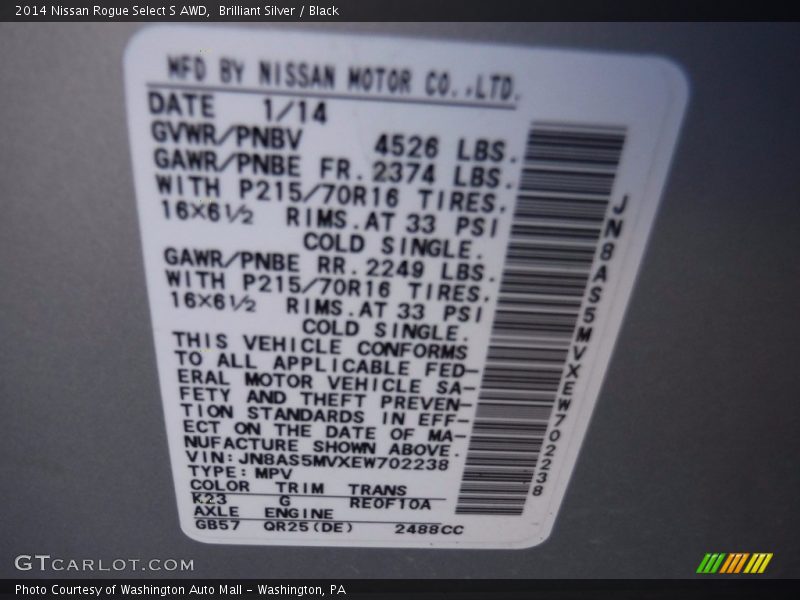 2014 Nissan Rogue Select S AWD,  Brilliant Silver / Black
MFD BY NISSAN MOTOR CO.,LTD.
DATE 1/14
GVWR/PNBV 4526 LBS.
GAWR/PNBE FR. 2374 LBS.
WITH P215/70R16 TIRES.
16×6½ RIMS.AT 33 PSI
COLD SINGLE.
GAWR/PNBE RR. 2249 LBS.
WITH P215/70R16 TIRES.
16×6½ RIMS.AT 33 PSI
COLD SINGLE.
THIS VEHICLE CONFORMS
TO ALL APPLICABLE FED-
ERAL MOTOR VEHICLE SA-
FETY AND THEFT PREVEN-
TION STANDARDS IN EFF-
ECT ON THE DATE OF MA-
NUFACTURE SHOWN ABOVE.
VIN:JN8AS5MVXEW702238
TYPE:MPV
COLOR TRIM TRANS
K23 G RE0F10A
AXLE ENGINE
GB57 QR25(DE) 2488CC
JN8AS5MVXEW702238
GTCARLOT.COM
Photo Courtesy of Washington Auto Mall – Washington, PA